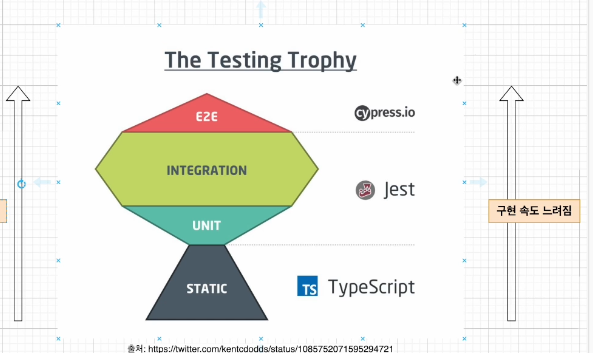 The Testing Trophy
E2E
cypress.io
INTEGRATION
Jest
구현 속도 느려짐
UNIT
STATIC
TS TypeScript
출처: https://twitter.com/kentcdodds/status/1085752071595294721